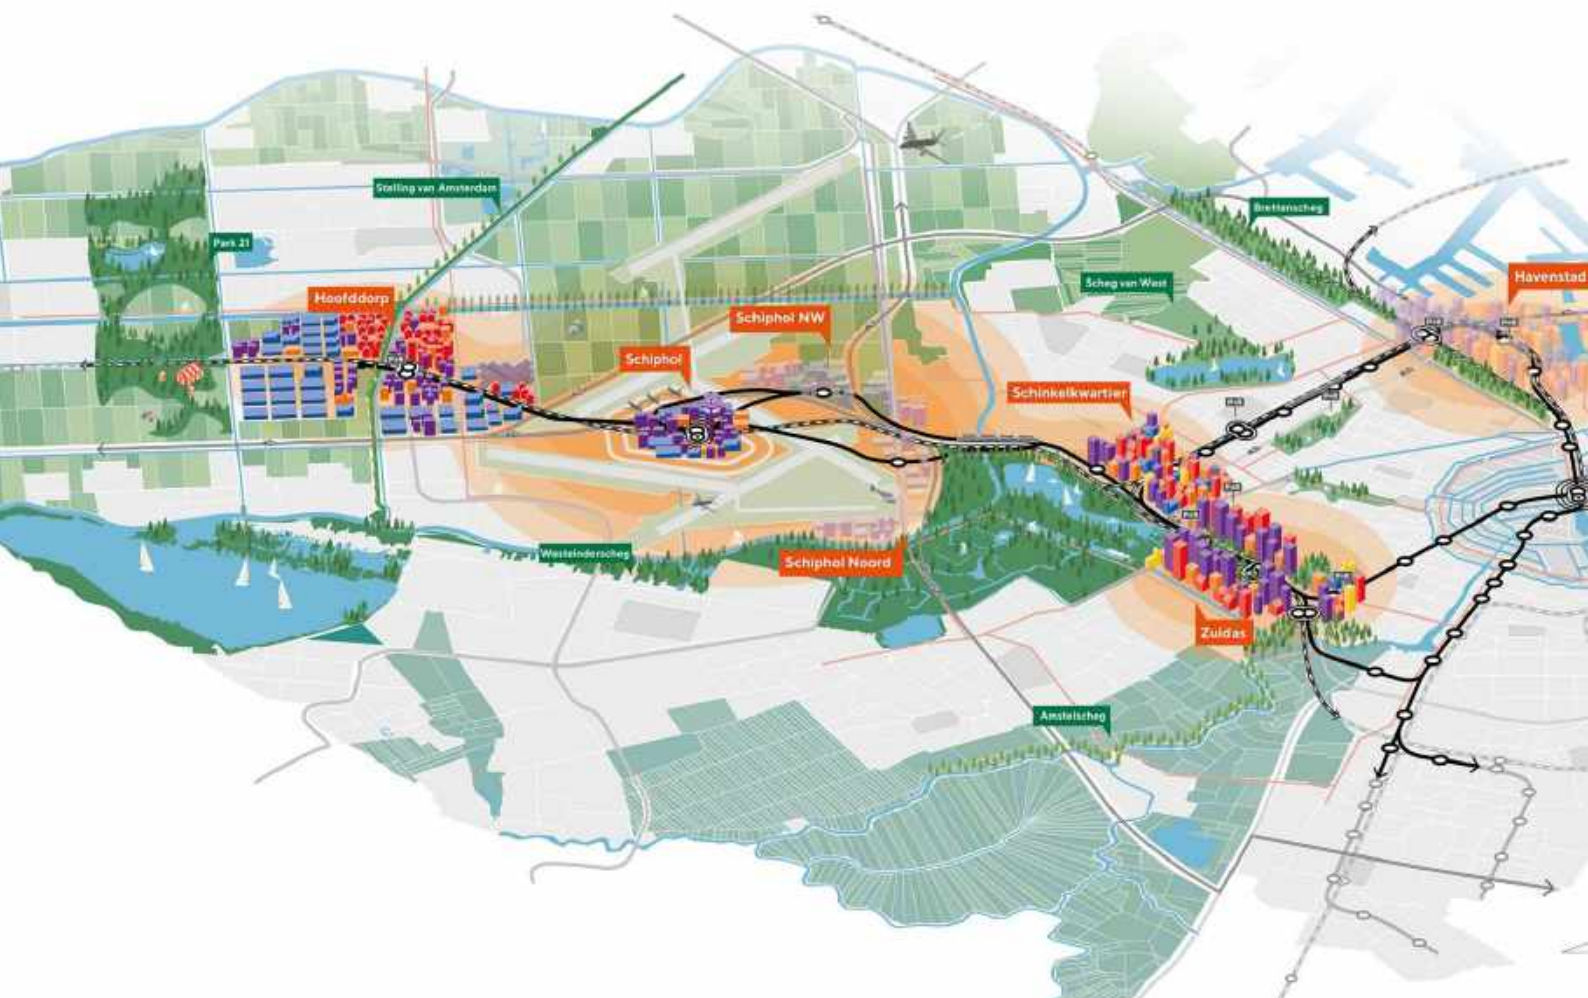 Stelling van Amsterdam
Brettenscheg
Park 21
Havenstad
Scheg van West
Hoofddorp
Schiphol NW
Schiphol
Schinkelkwartier
Westeinderscheg
Schiphol Noord
Zuidas
Amstelscheg